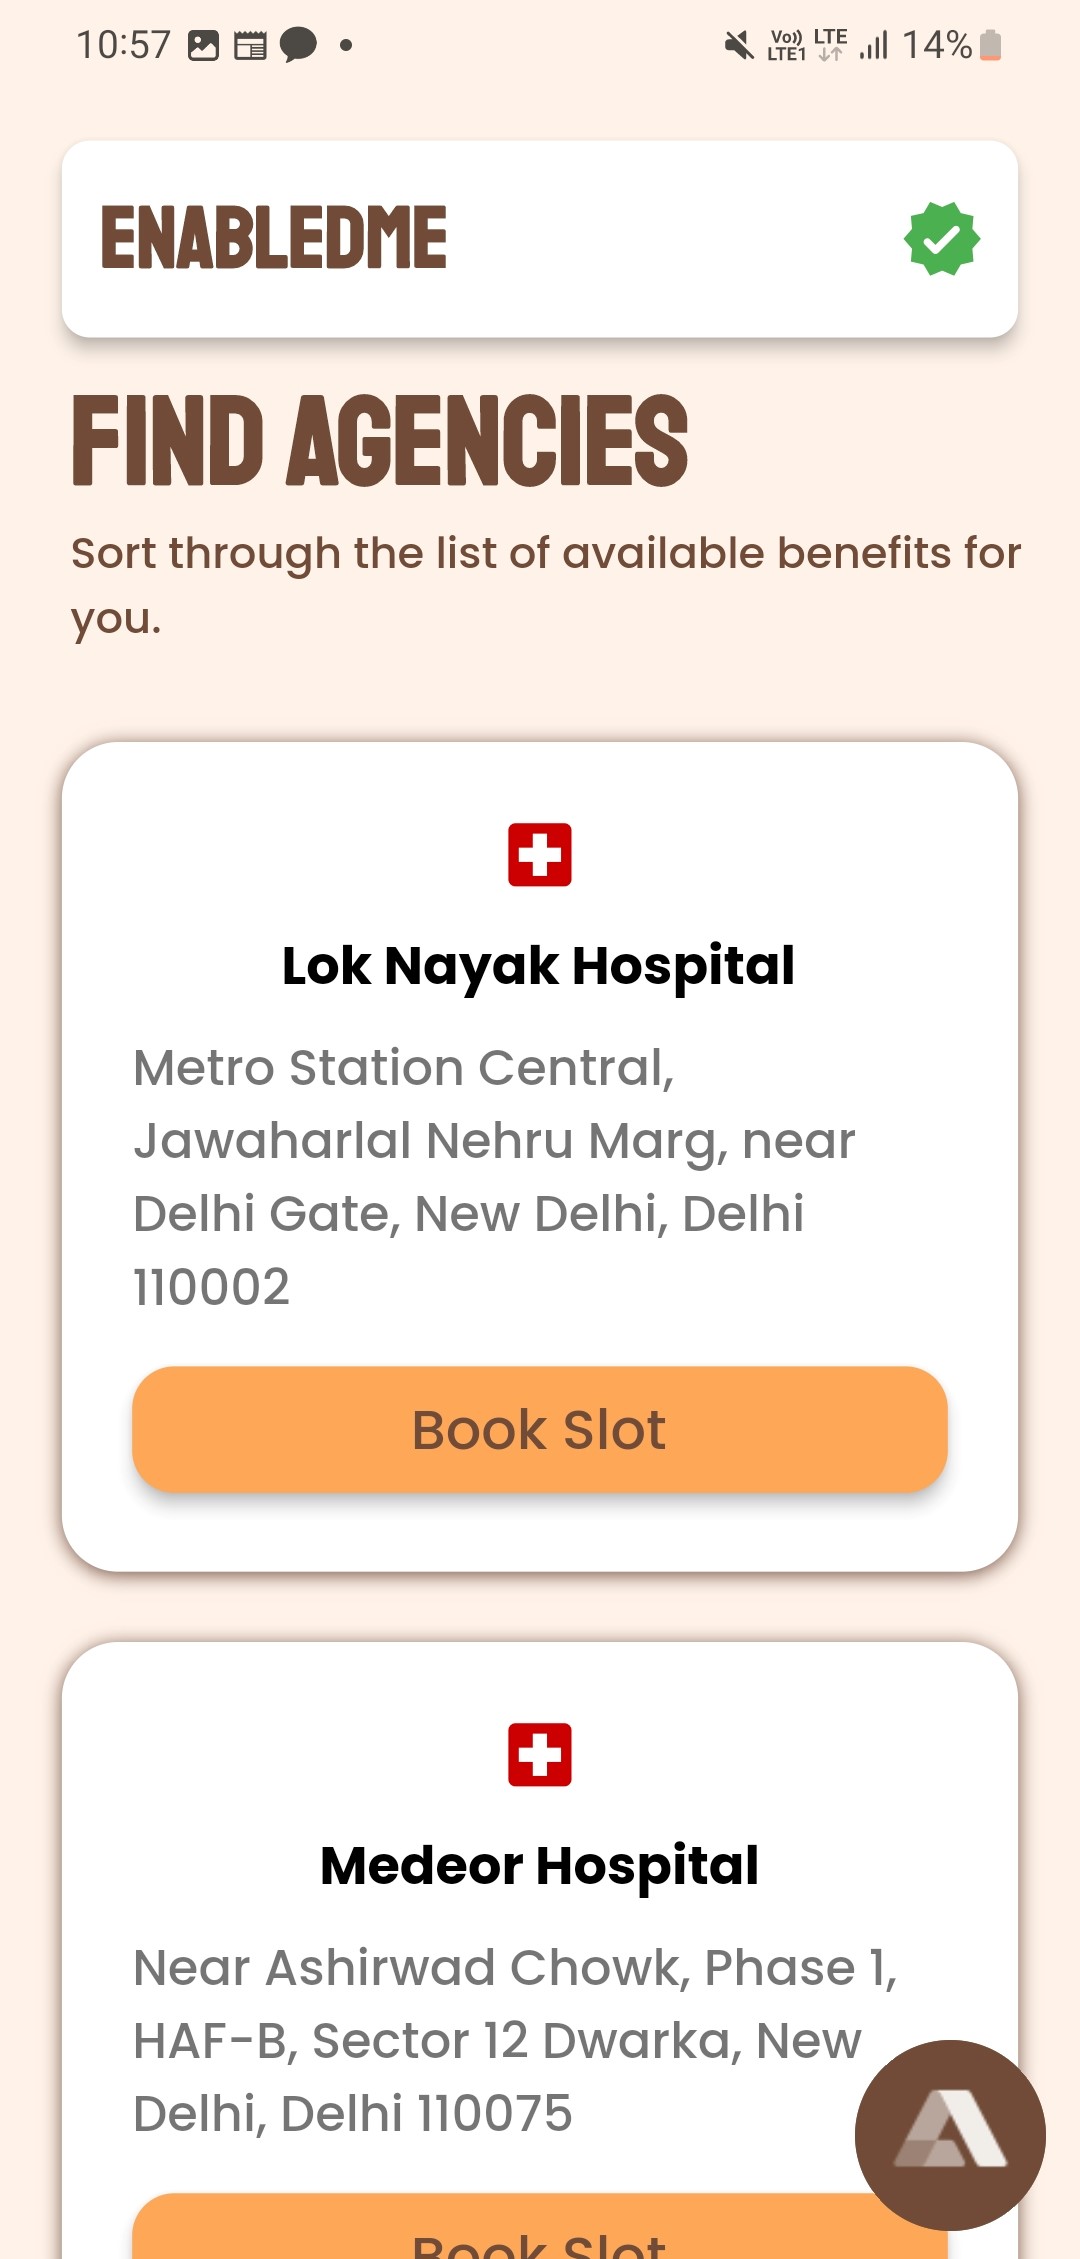 10:57
Vo)) LTE1 LTE 14%
ENABLEDME
FIND AGENCIES
Sort through the list of available benefits for
you.
Lok Nayak Hospital
Metro Station Central,
Jawaharlal Nehru Marg, near
Delhi Gate, New Delhi, Delhi
110002
Book Slot
Medeor Hospital
Near Ashirwad Chowk, Phase 1,
HAF-B, Sector 12 Dwarka, New
Delhi, Delhi 110075
Book Slot